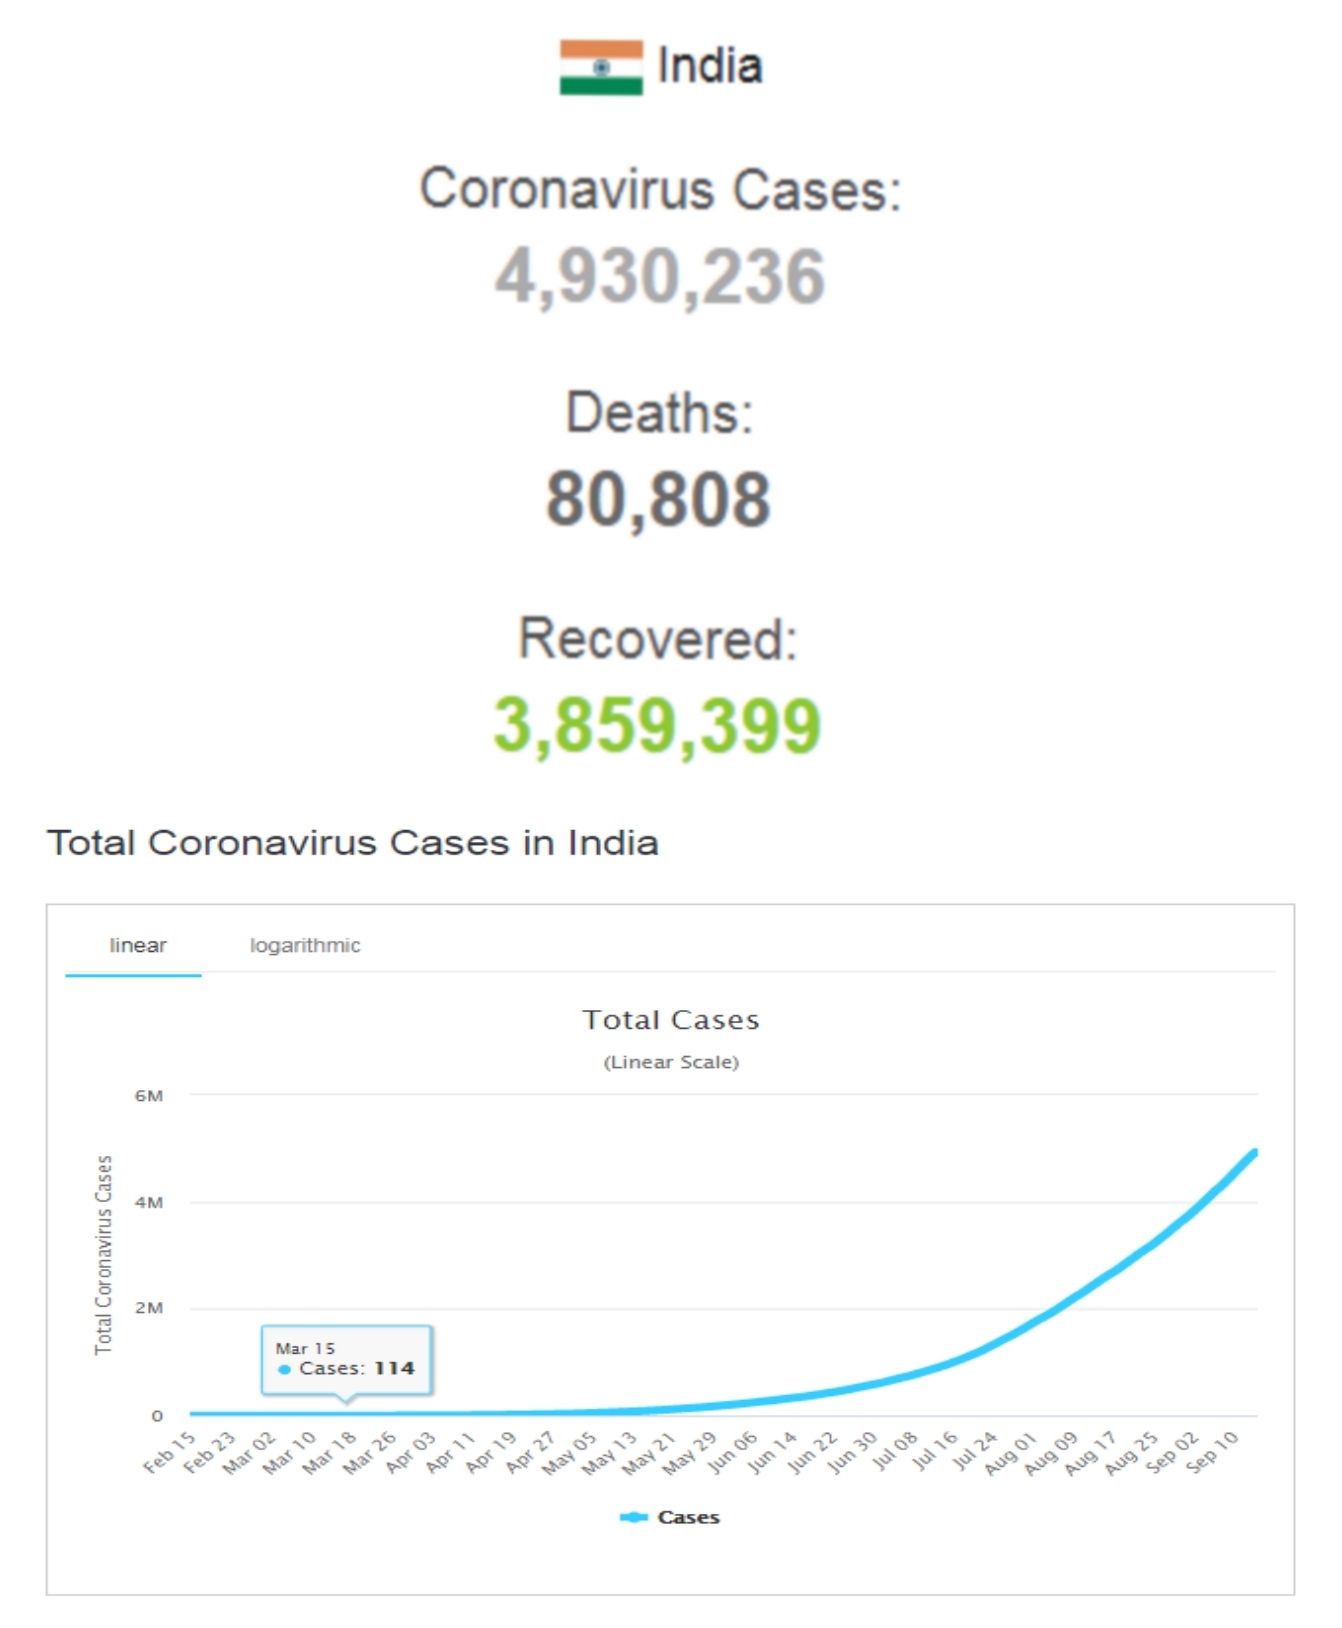 India
Coronavirus Cases:
4,930,236
Deaths:
80,808
Recovered:
3,859,399
Total Coronavirus Cases in India
linear logarithmic
Total Cases
(Linear Scale)
Total Coronavirus Cases
6M
4M
2M
0
Mar 15
Cases: 114
Feb 15 Feb 23 Mar 02 Mar 10 Mar 18 Mar 26 Apr 03 Apr 11 Apr 19 Apr 27 May 05 May 13 May 21 May 29 Jun 06 Jun 14 Jun 22 Jun 30 Jul 08 Jul 16 Jul 24 Aug 01 Aug 09 Aug 17 Aug 25 Sep 02 Sep 10
Cases